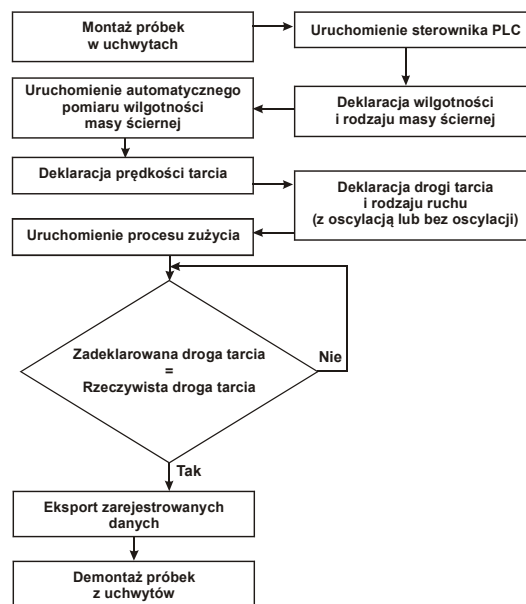 Montaż próbek
w uchwytach
Uruchomienie sterownika PLC
Deklaracja wilgotności
i rodzaju masy ściernej
Uruchomienie automatycznego
pomiaru wilgotności
masy ściernej
Deklaracja prędkości tarcia
Deklaracja drogi tarcia
i rodzaju ruchu
(z oscylacją lub bez oscylacji)
Uruchomienie procesu zużycia
Zadeklarowana droga tarcia
=
Rzeczywista droga tarcia
Nie
Tak
Eksport zarejestrowanych
danych
Demontaż próbek
z uchwytów